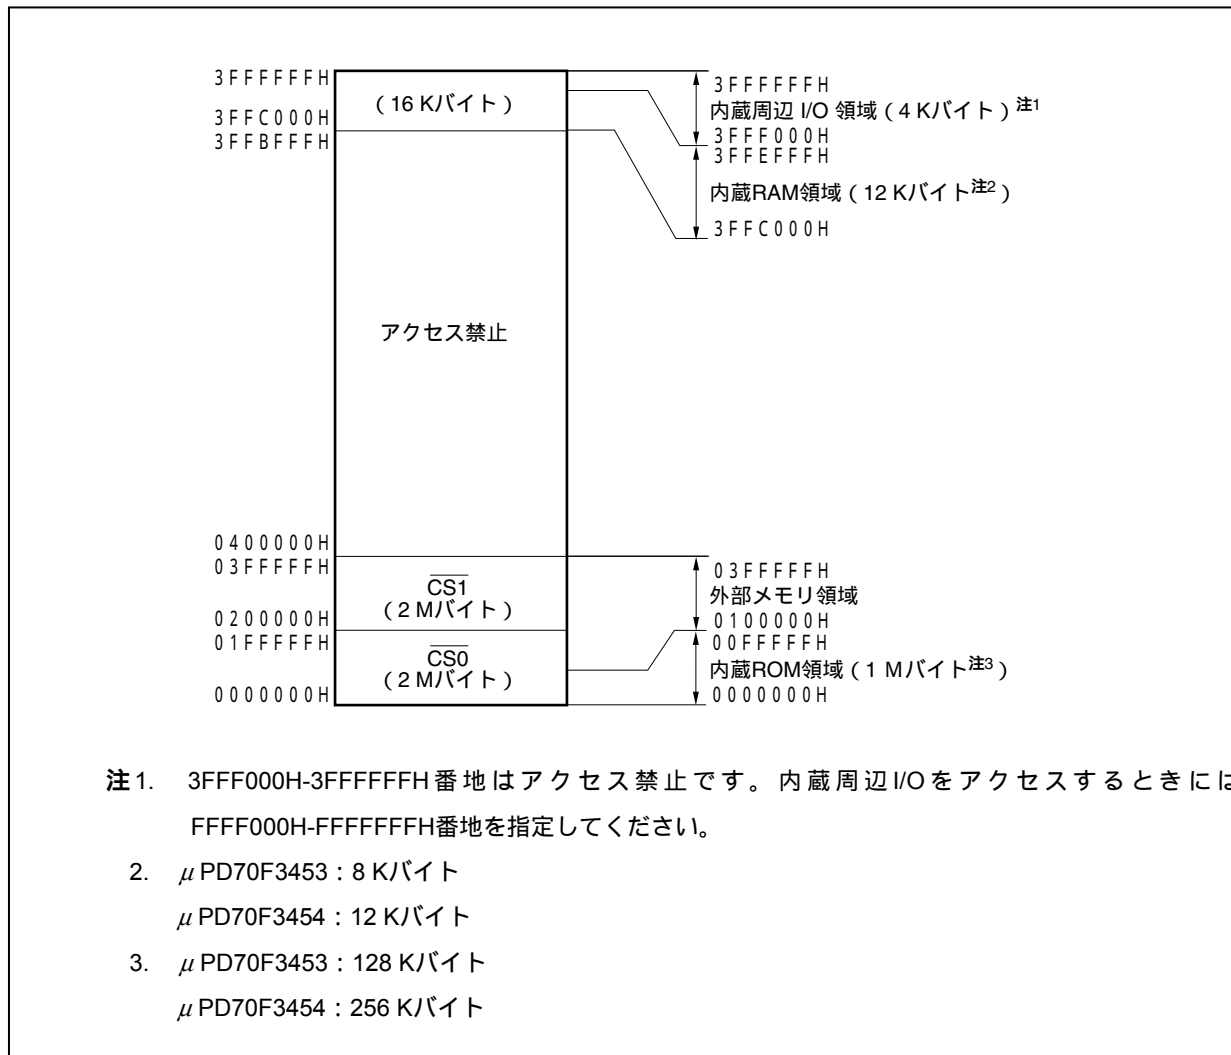 3FFFFFFH
3FFC000H
3FFBFFFH
(16 Kバイト)
3FFFFFFH
内蔵周辺 I/O 領域(4 Kバイト)注1
3FFF000H
3FFEFFFH
内蔵RAM領域(12 Kバイト注2)
3FFC000H
アクセス禁止
0400000H
03FFFFFH
CS1
(2 Mバイト)
0200000H
01FFFFFH
CS0
(2 Mバイト)
0000000H
03FFFFFH
外部メモリ領域
0100000H
00FFFFFH
内蔵ROM領域(1 Mバイト注3)
0000000H
注1. 3FFF000H-3FFFFFFH番地はアクセス禁止です。内蔵周辺I/Oをアクセスするときには
FFFF000H-FFFFFFFH番地を指定してください。
2. μPD70F3453:8 Kバイト
μPD70F3454:12 Kバイト
3. μPD70F3453:128 Kバイト
μPD70F3454:256 Kバイト